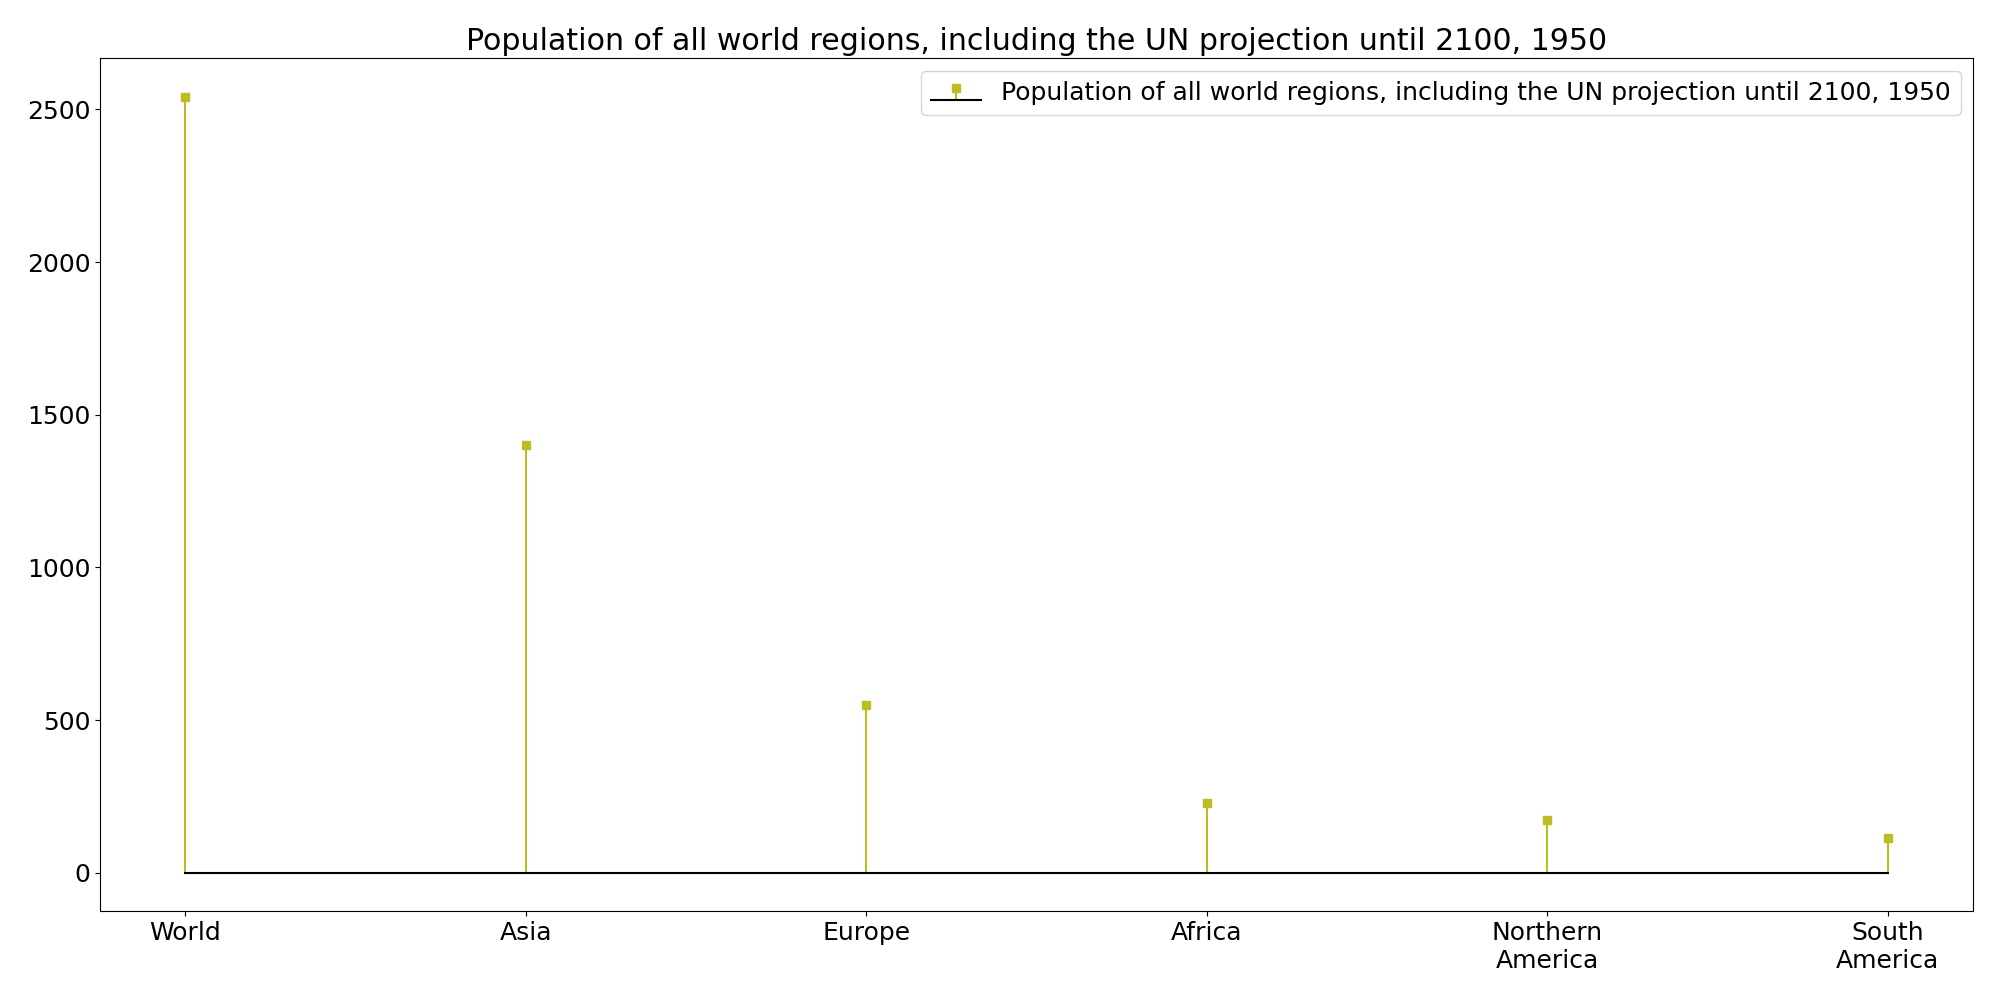 Population of all world regions, including the UN projection until 2100, 1950
Population of all world regions, including the UN projection until 2100, 1950
2500
2000
1500
1000
500
0
World
Asia
Europe
Africa
Northern
America
South
America